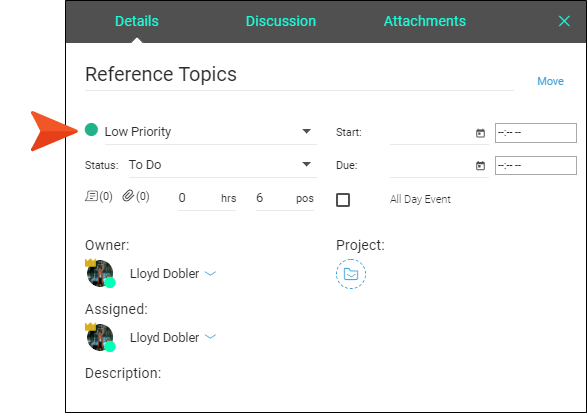 Details Discussion Attachments
Reference Topics
Move
Low Priority Start: --:-- --
Status: To Do Due: --:-- --
(0) (0) 0 hrs 6 pos All Day Event
Owner: Project:
Lloyd Dobler
Assigned:
Lloyd Dobler
Description: